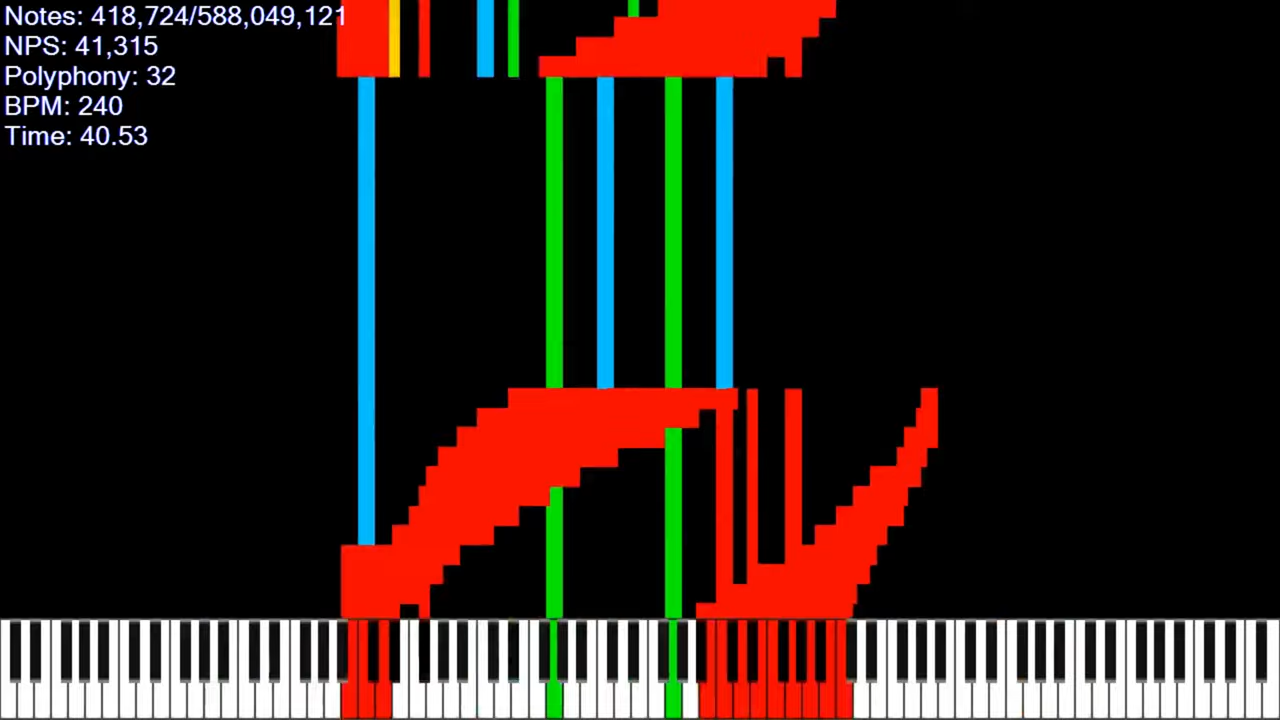 Notes: 418,724/588,049,121
NPS: 41,315
Polyphony: 32
BPM: 240
Time: 40.53